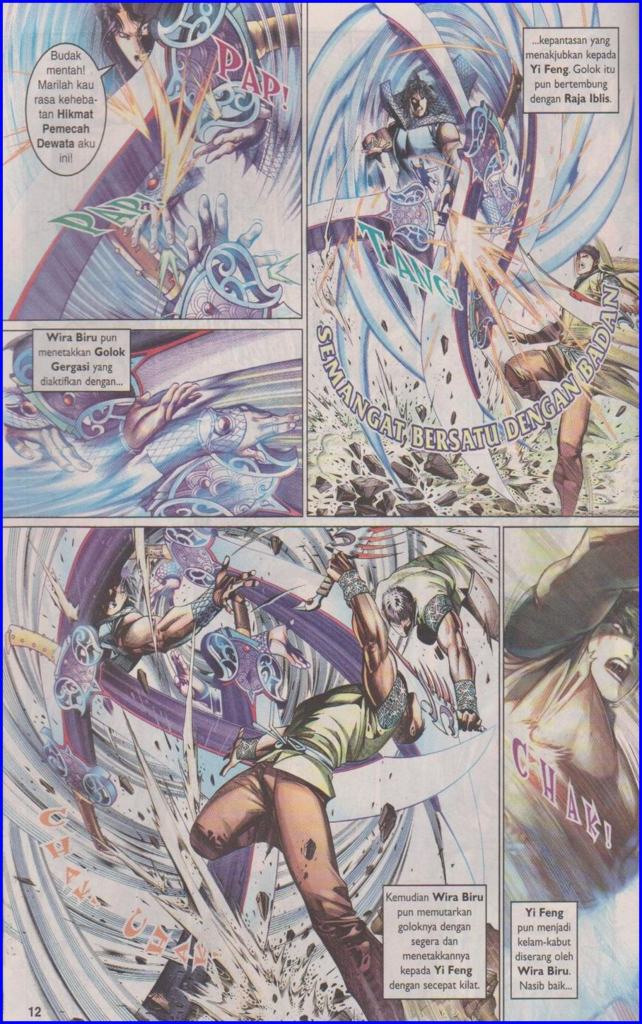 Budak
mentah!
Marilah kau
rasa keheba-
tan Hikmat
Pemecah
Dewata aku
ini!
PAP!
PAP!
Wira Biru pun
menetakkan Golok
Gergasi yang
diaktifkan dengan...
...kepantasan yang
menakjubkan kepada
Yi Feng. Golok itu
pun bertembung
dengan Raja Iblis.
TANG!
SEMANGAT BERSATU DENGAN BADAN
CHAK! CHAK!
Kemudian Wira Biru
pun memutarkan
goloknya dengan
segera dan
menetakkannya
kepada Yi Feng
dengan secepat kilat.
CHAK!
Yi Feng
pun menjadi
kelam-kabut
diserang oleh
Wira Biru.
Nasib baik...
12